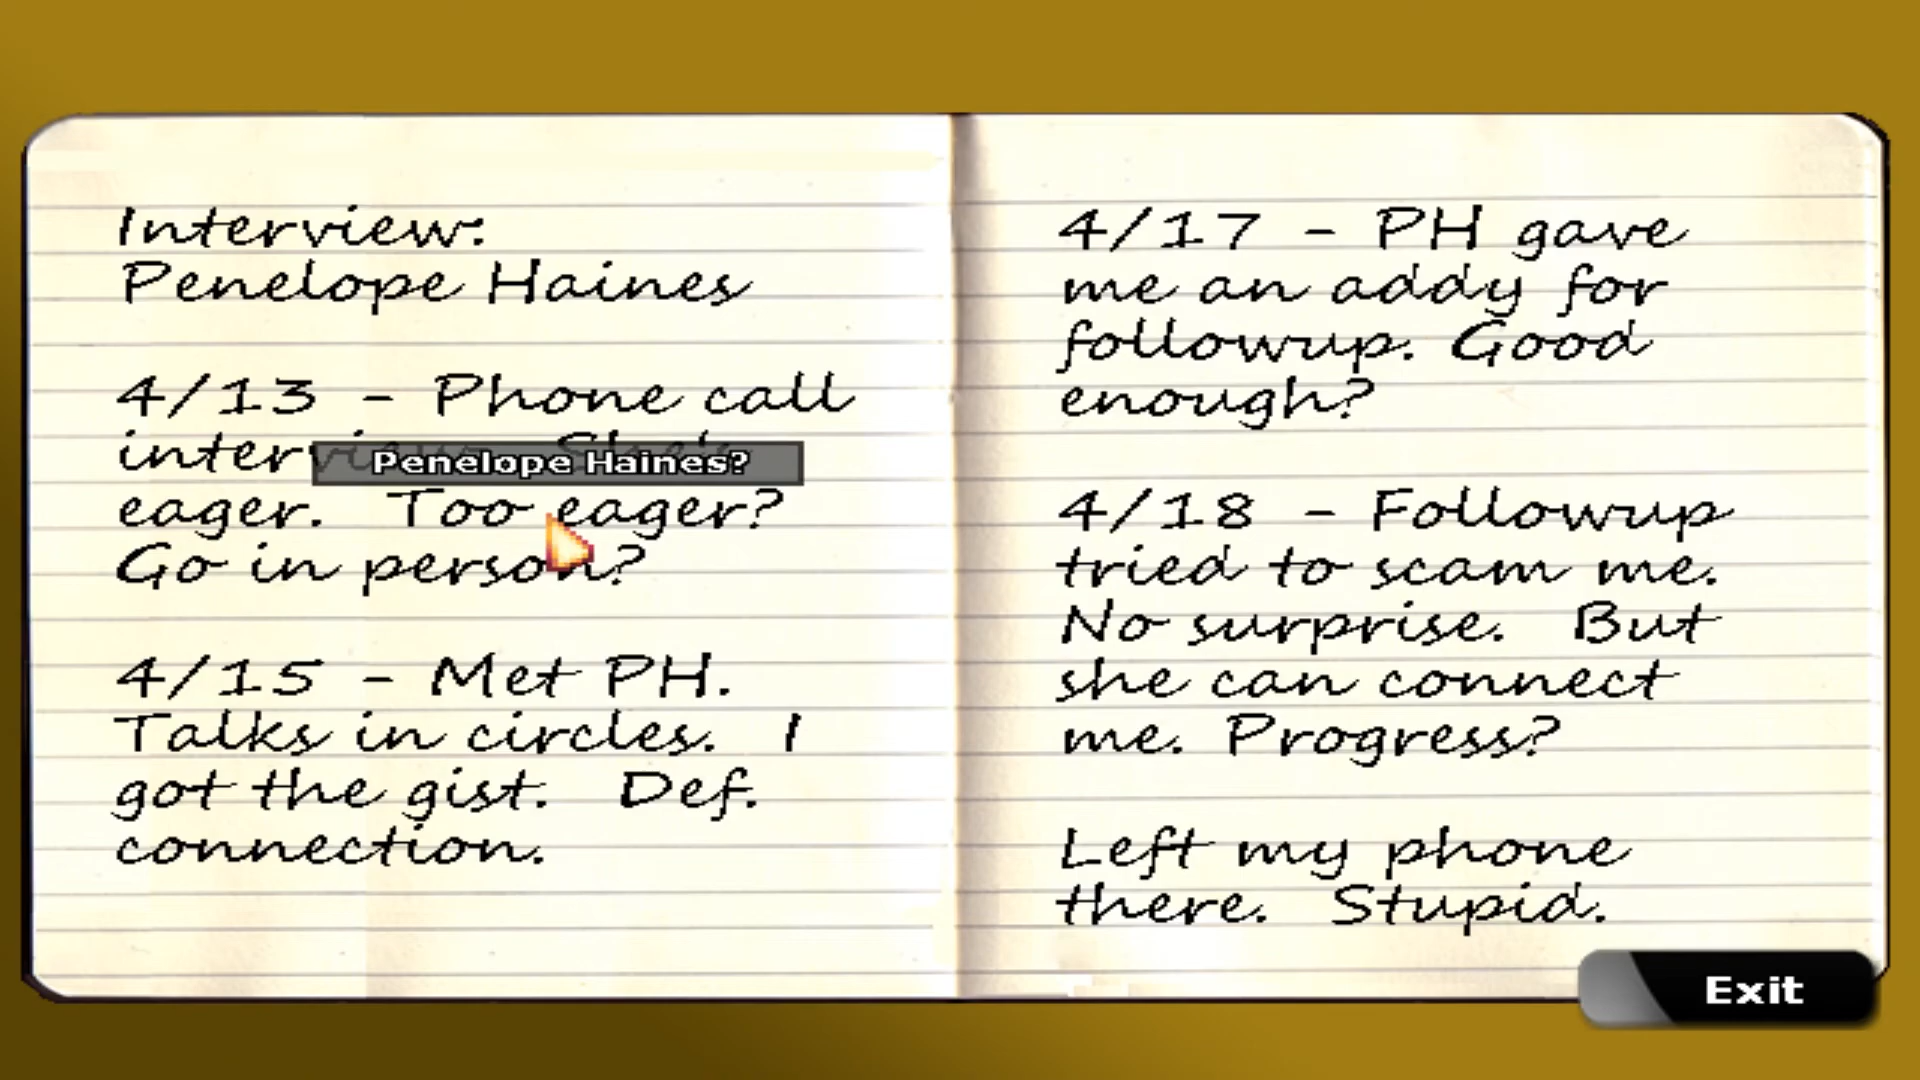 Interview:
Penelope Haines
4/13 - Phone call
interview. She's
Penelope Haines?
eager. Too eager?
Go in person?
4/15 - Met PH.
Talks in circles. I
got the gist. Def.
connection.
4/17 - PH gave
me an addy for
followup. Good
enough?
4/18 - Followup
tried to scam me.
No surprise. But
she can connect
me. Progress?
Left my phone
there. Stupid.
Exit